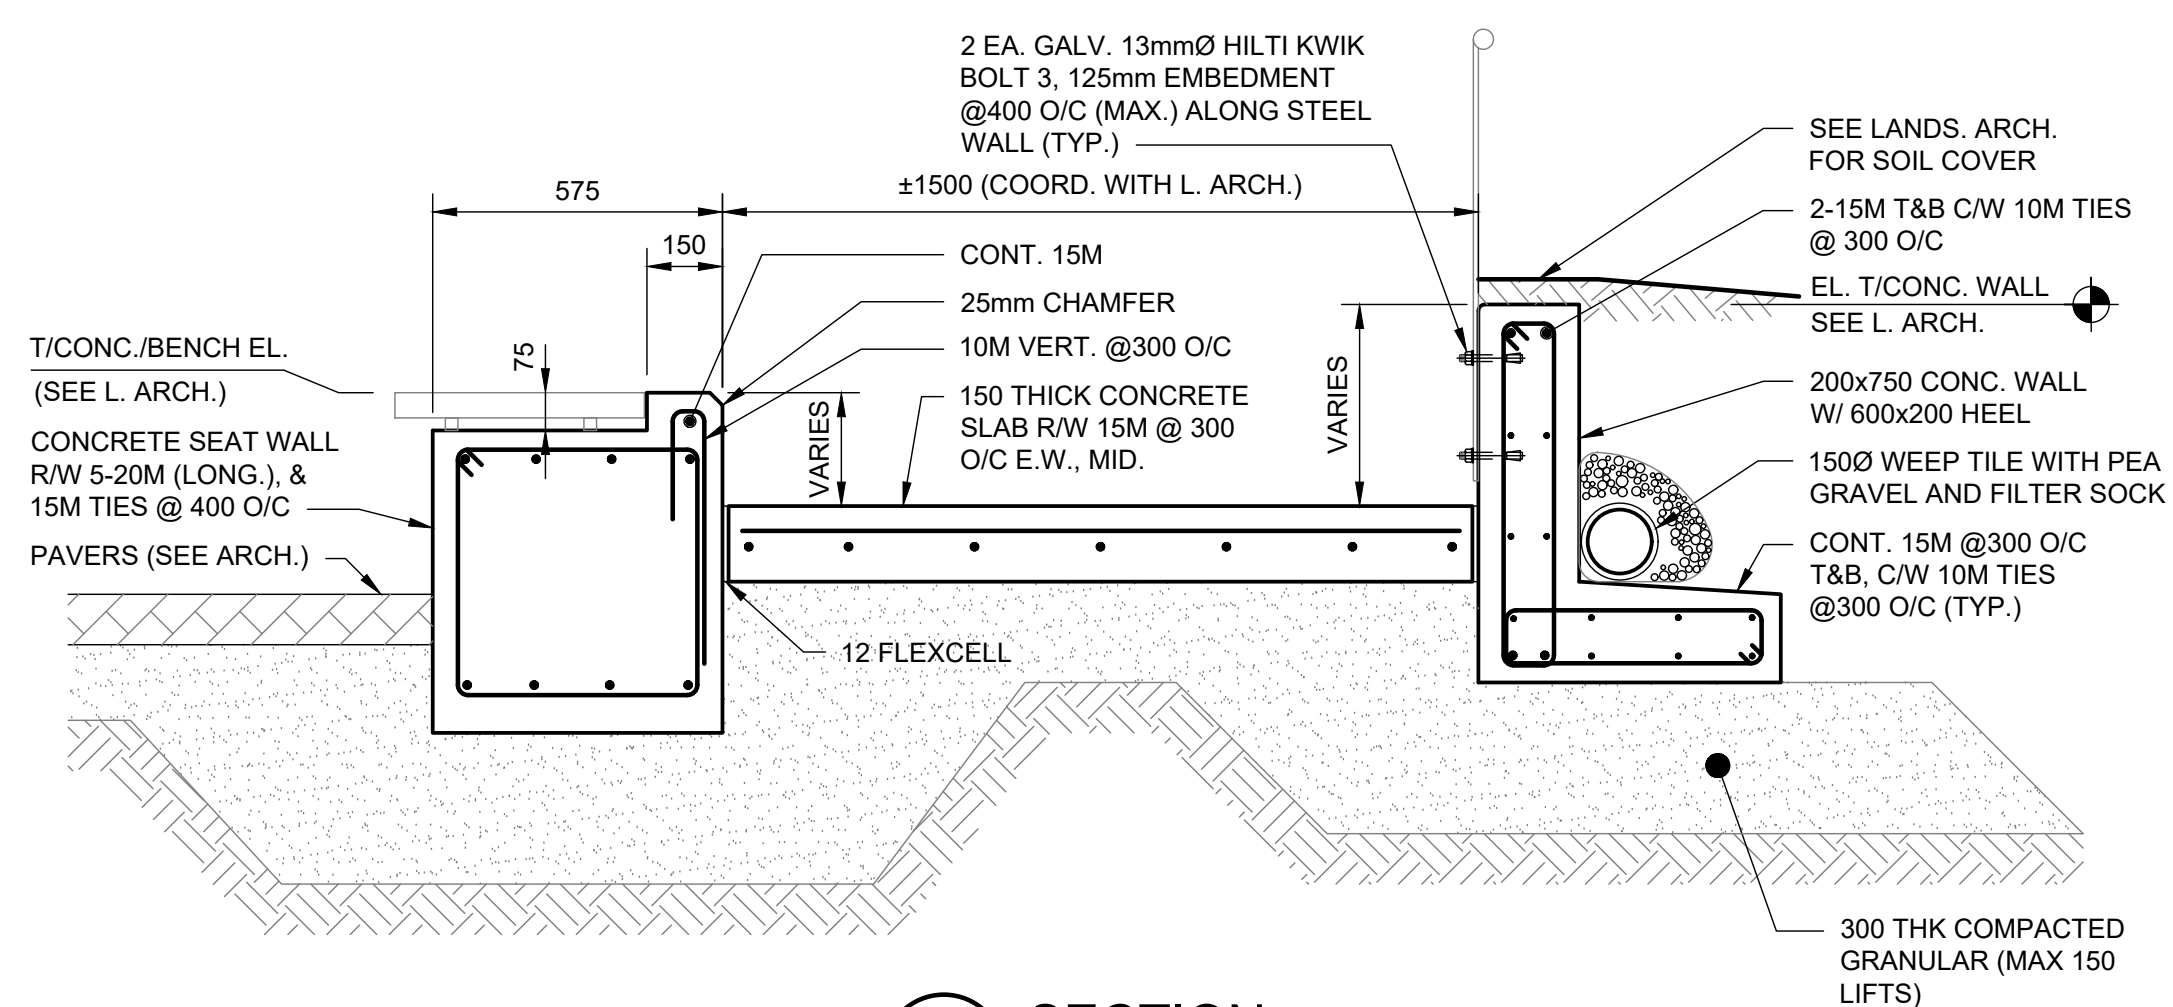 2 EA. GALV. 13mmØ HILTI KWIK
BOLT 3, 125mm EMBEDMENT
@400 O/C (MAX.) ALONG STEEL
WALL (TYP.)
575
±1500 (COORD. WITH L. ARCH.)
150
CONT. 15M
25mm CHAMFER
10M VERT. @300 O/C
150 THICK CONCRETE
SLAB R/W 15M @ 300
O/C E.W., MID.
75
VARIES
VARIES
T/CONC./BENCH EL.
(SEE L. ARCH.)
CONCRETE SEAT WALL
R/W 5-20M (LONG.), &
15M TIES @ 400 O/C
PAVERS (SEE ARCH.)
12 FLEXCELL
SEE LANDS. ARCH.
FOR SOIL COVER
2-15M T&B C/W 10M TIES
@ 300 O/C
EL. T/CONC. WALL
SEE L. ARCH.
200x750 CONC. WALL
W/ 600x200 HEEL
150Ø WEEP TILE WITH PEA
GRAVEL AND FILTER SOCK
CONT. 15M @300 O/C
T&B, C/W 10M TIES
@300 O/C (TYP.)
300 THK COMPACTED
GRANULAR (MAX 150
LIFTS)
SECTION